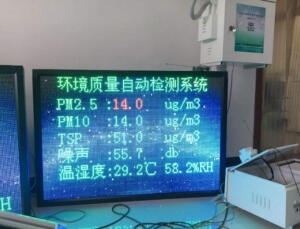 环境质量自动检测系统
PM2.5 :14.0 ug/m3
PM10 :14.0 ug/m3
TSP :51.0 ug/m3
噪声 :55.7 db
温湿度:29.2℃ 58.2%RH